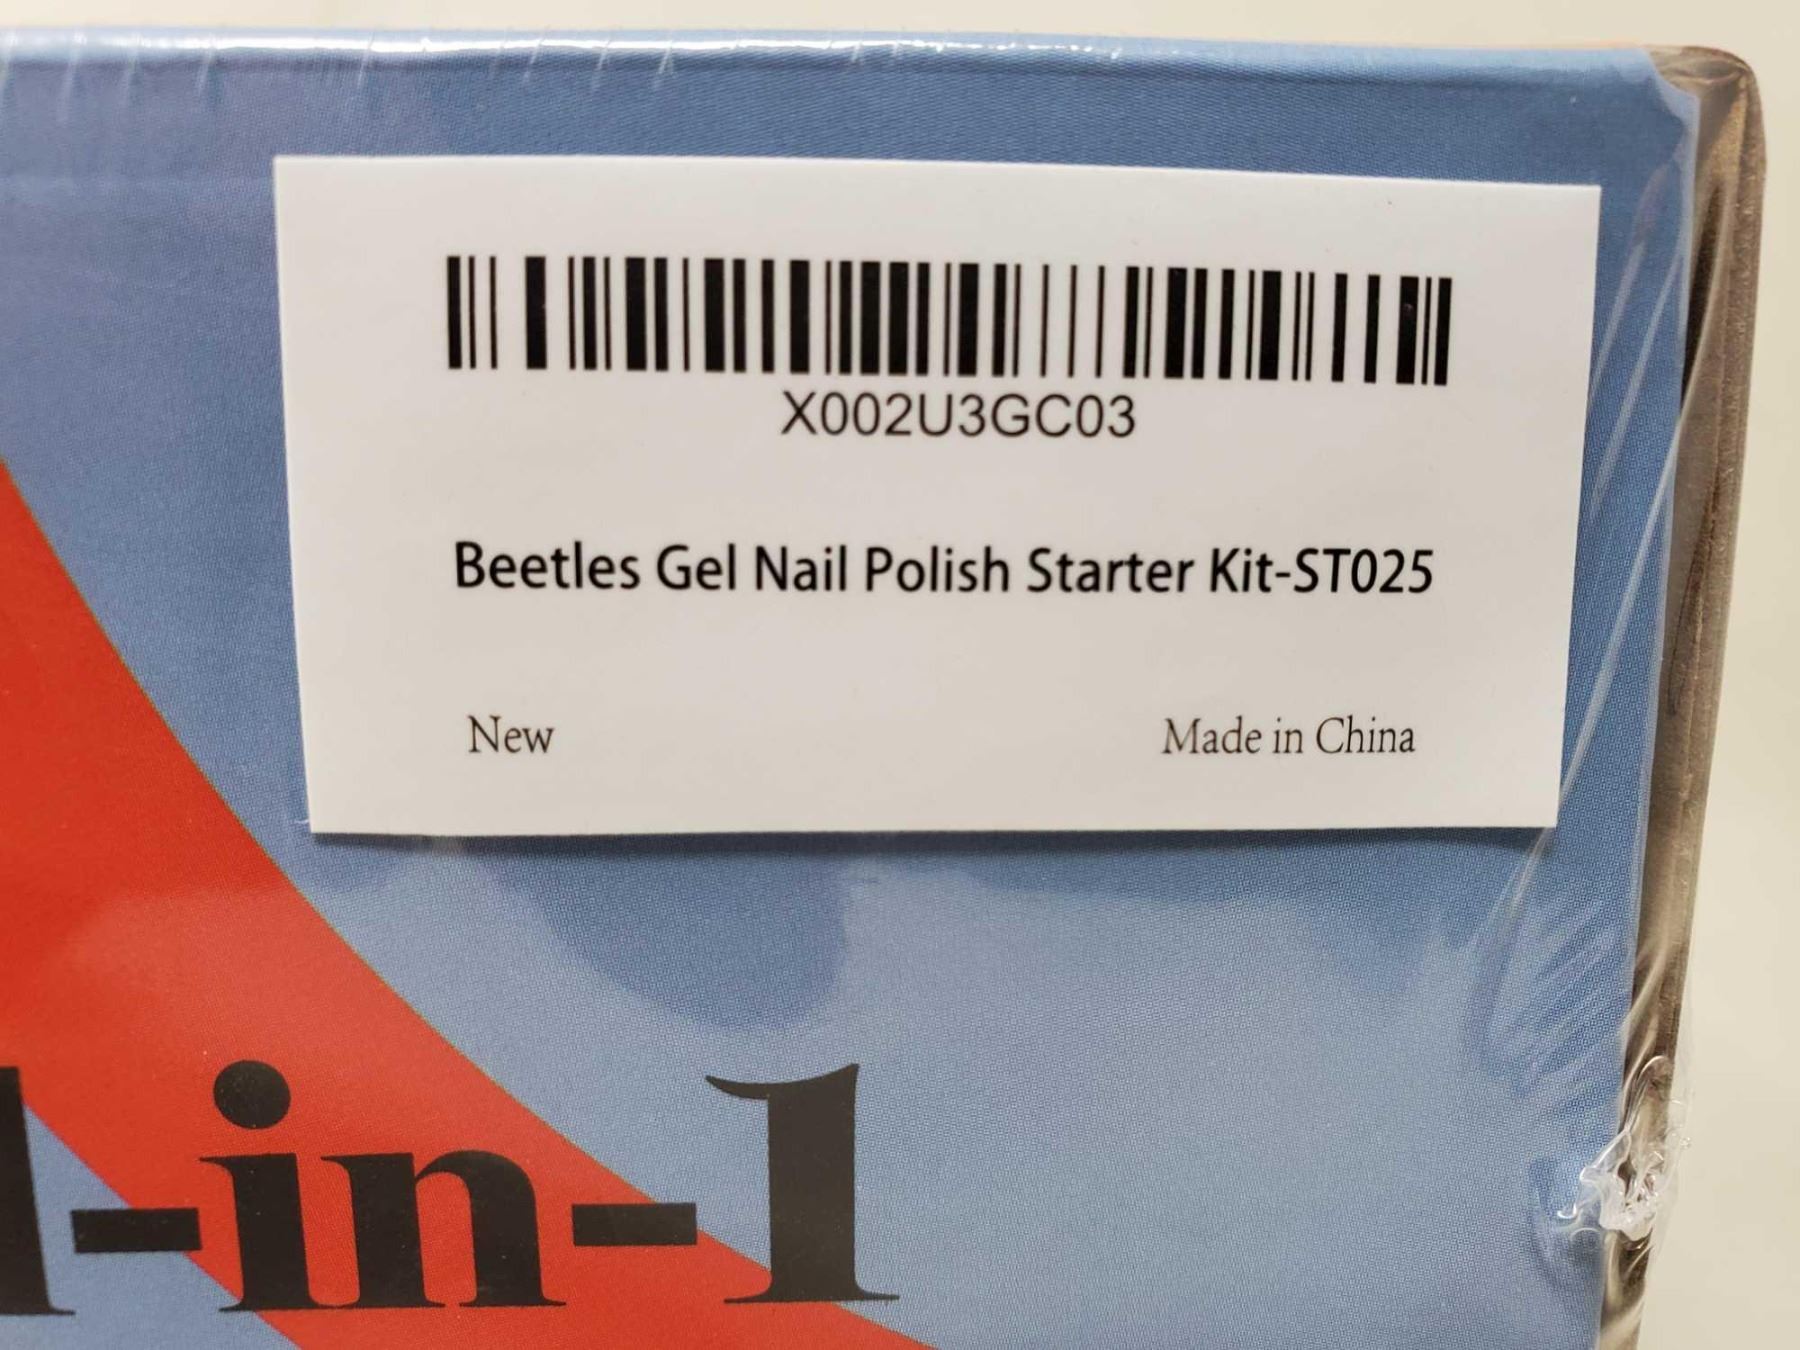 X002U3GC03
Beetles Gel Nail Polish Starter Kit-ST025
New Made in China
l-in-1